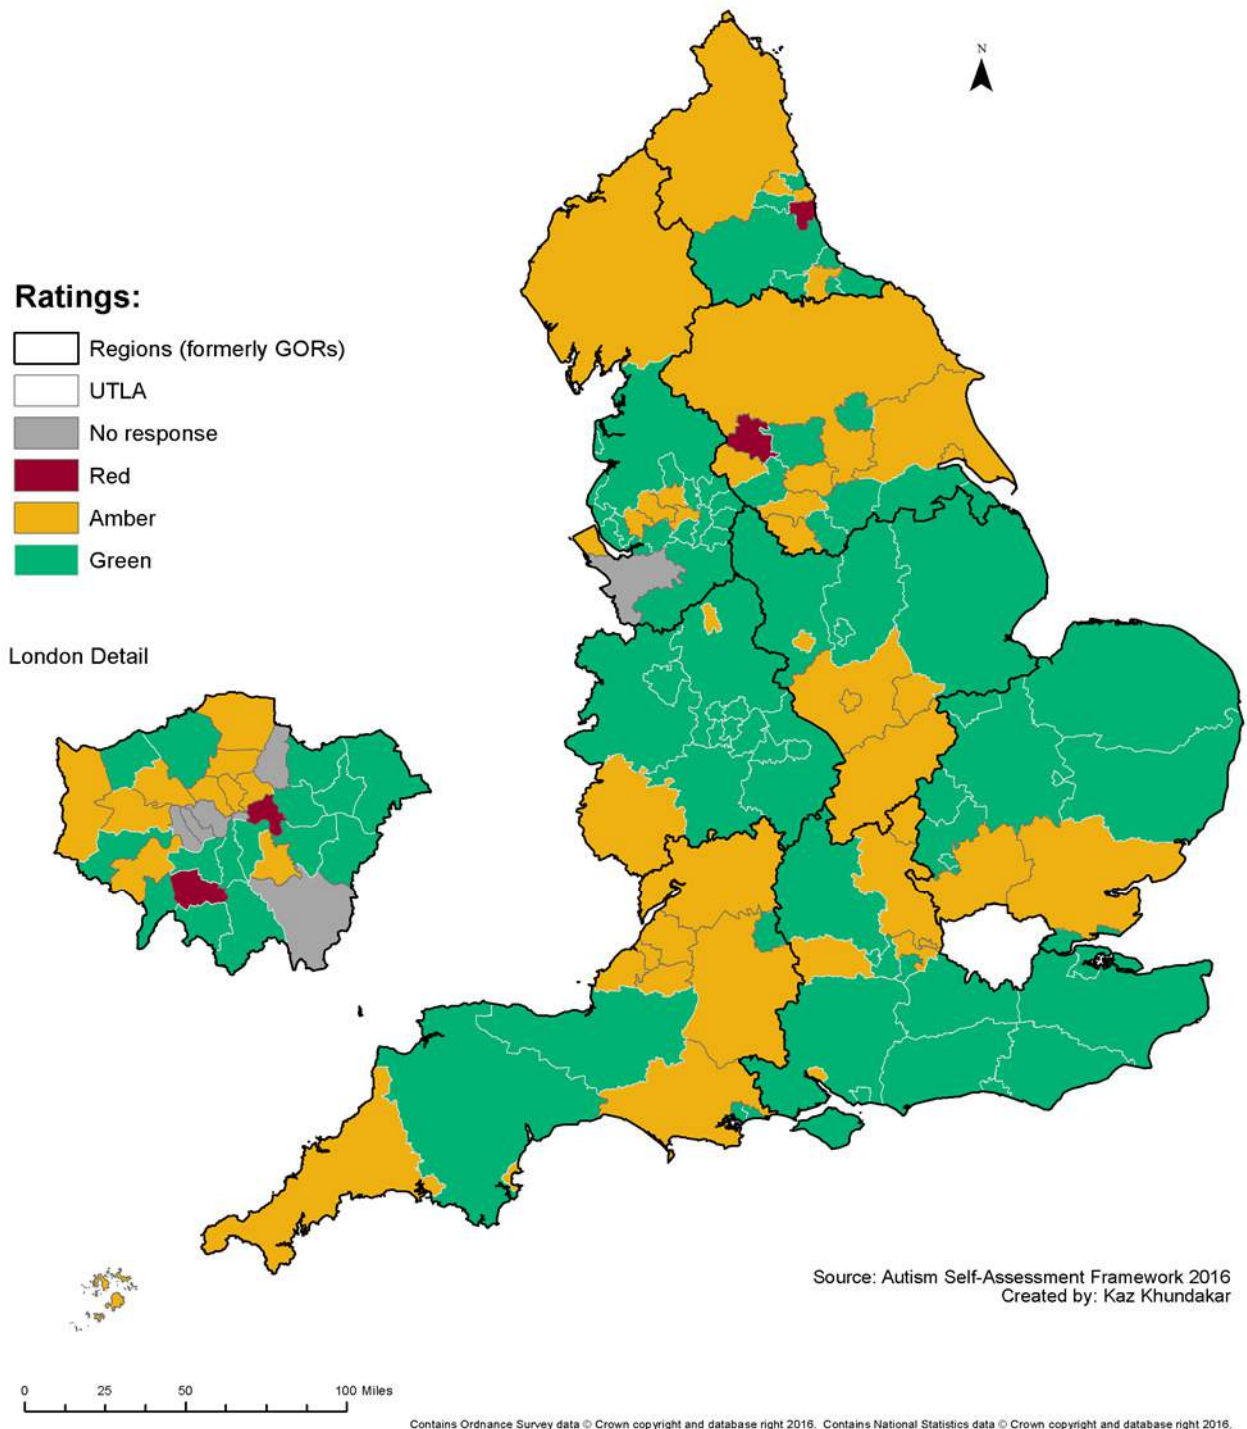 N
Ratings:
Regions (formerly GORs)
UTLA
No response
Red
Amber
Green
London Detail
Source: Autism Self-Assessment Framework 2016
Created by: Kaz Khundakar
0 25 50 100 Miles
Contains Ordnance Survey data © Crown copyright and database right 2016. Contains National Statistics data © Crown copyright and database right 2016.